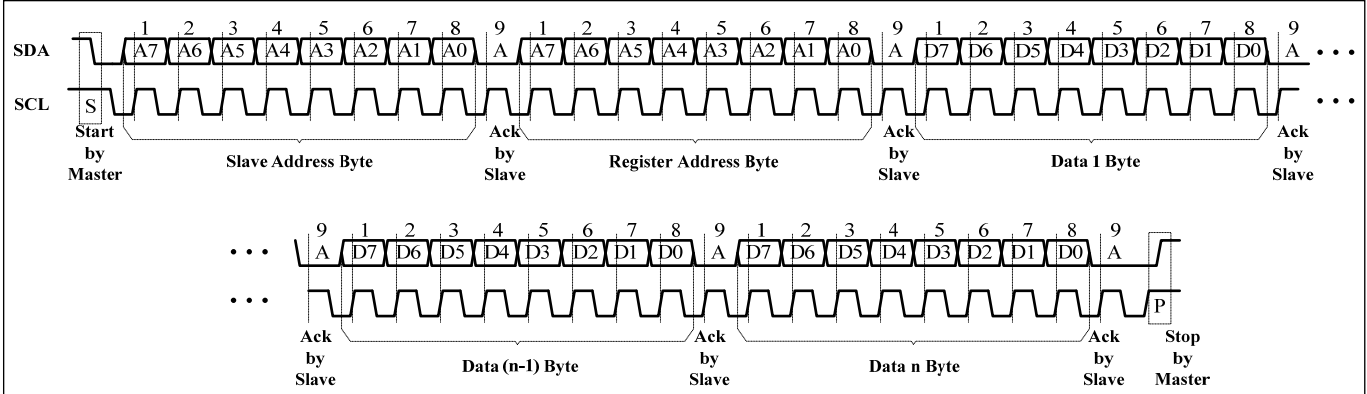 1 2 3 4 5 6 7 8 9 1 2 3 4 5 6 7 8 9 1 2 3 4 5 6 7 8 9
SDA A7 A6 A5 A4 A3 A2 A1 A0 A A7 A6 A5 A4 A3 A2 A1 A0 A D7 D6 D5 D4 D3 D2 D1 D0 A • • •
SCL S • • •
Start by Master
Slave Address Byte
Ack by Slave
Register Address Byte
Ack by Slave
Data 1 Byte
Ack by Slave
9 1 2 3 4 5 6 7 8 9 1 2 3 4 5 6 7 8 9
• • • A D7 D6 D5 D4 D3 D2 D1 D0 A D7 D6 D5 D4 D3 D2 D1 D0 A
• • • P
Ack by Slave
Data (n-1) Byte
Ack by Slave
Data n Byte
Ack by Slave
Stop by Master